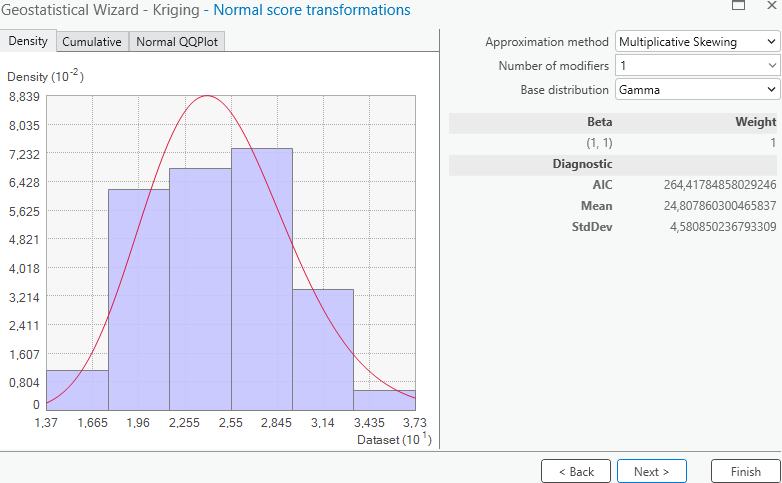 Geostatistical Wizard - Kriging - Normal score transformations
Density Cumulative Normal QQPlot
Density (10⁻²)
8,839
8,035
7,232
6,428
5,625
4,821
4,018
3,214
2,411
1,607
0,804
0
1,37 1,665 1,96 2,255 2,55 2,845 3,14 3,435 3,73
Dataset (10¹)
Approximation method Multiplicative Skewing
Number of modifiers 1
Base distribution Gamma
Beta Weight
(1, 1) 1
Diagnostic
AIC 264,41784858029246
Mean 24,807860300465837
StdDev 4,580850236793309
< Back Next > Finish